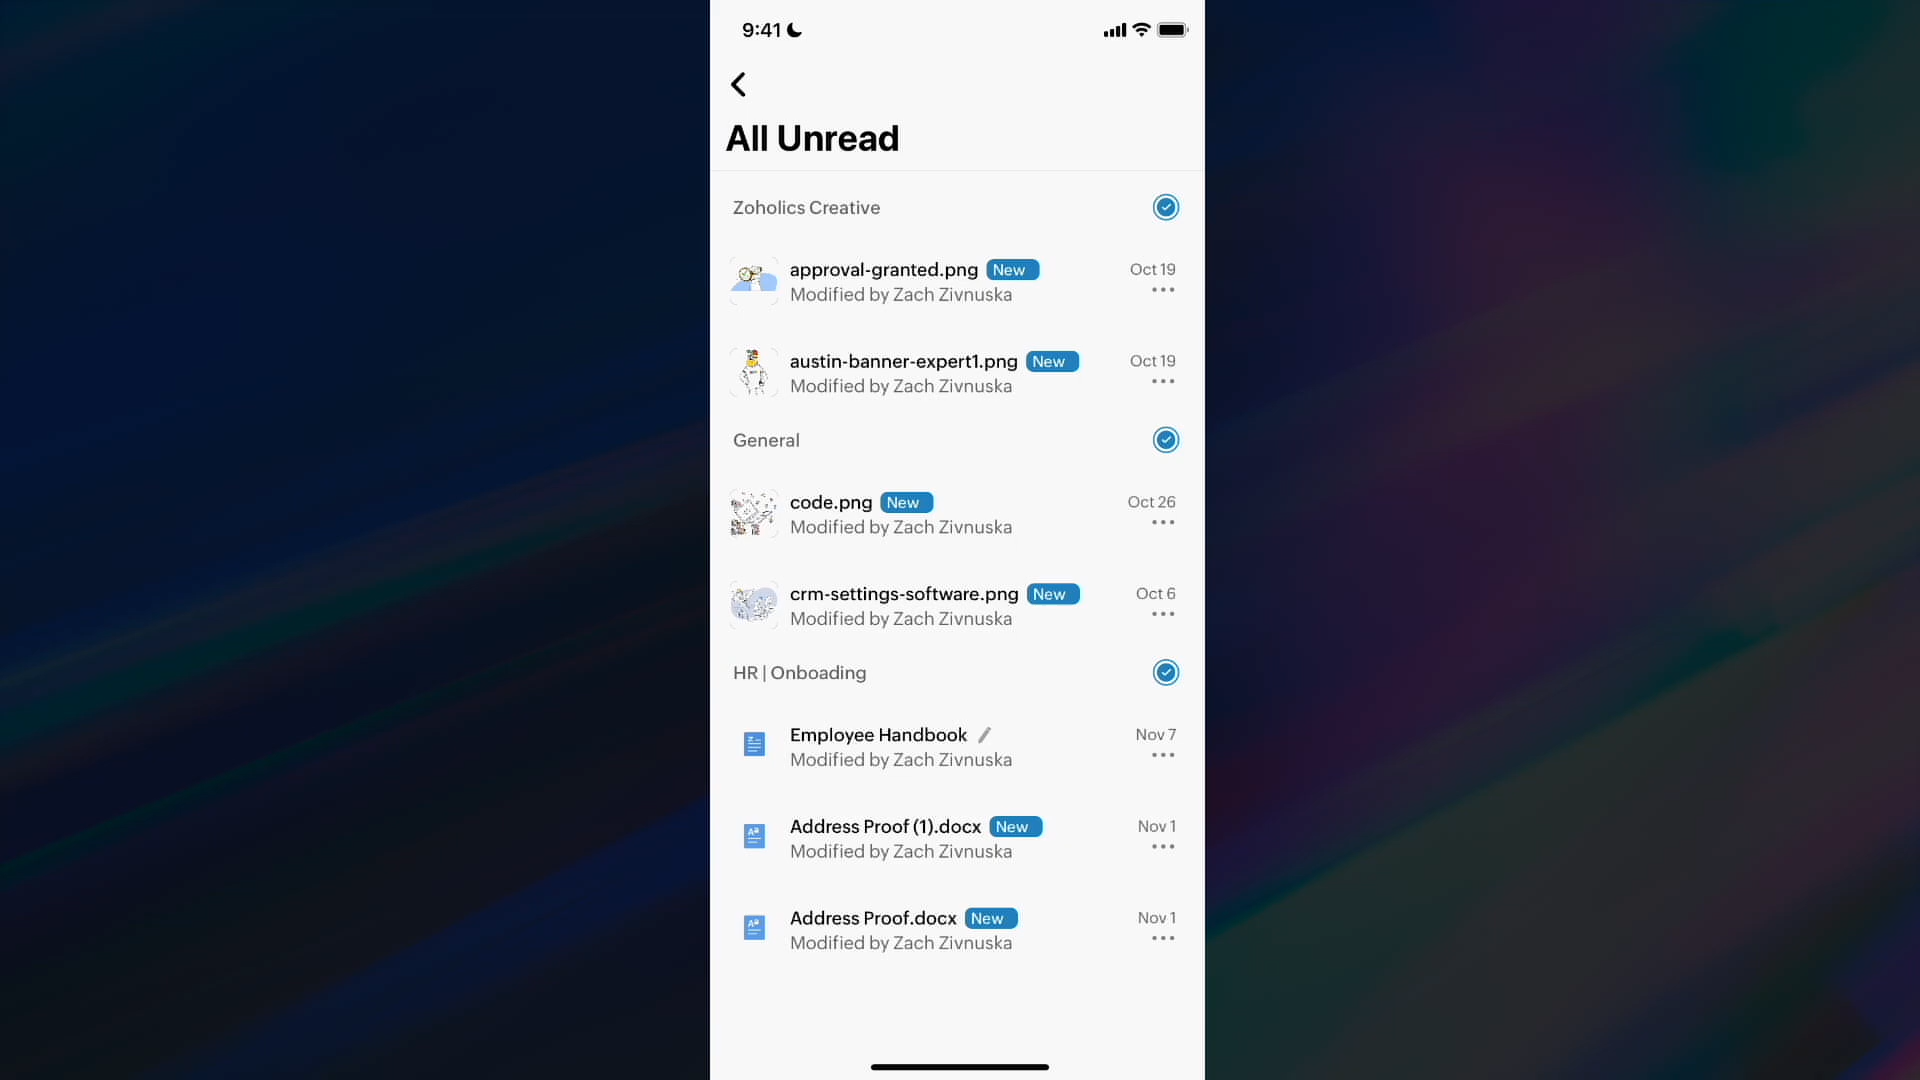 9:41
All Unread
Zoholics Creative
approval-granted.png New Oct 19
Modified by Zach Zivnuska
austin-banner-expert1.png New Oct 19
Modified by Zach Zivnuska
General
code.png New Oct 26
Modified by Zach Zivnuska
crm-settings-software.png New Oct 6
Modified by Zach Zivnuska
HR | Onboading
Employee Handbook Nov 7
Modified by Zach Zivnuska
Address Proof (1).docx New Nov 1
Modified by Zach Zivnuska
Address Proof.docx New Nov 1
Modified by Zach Zivnuska